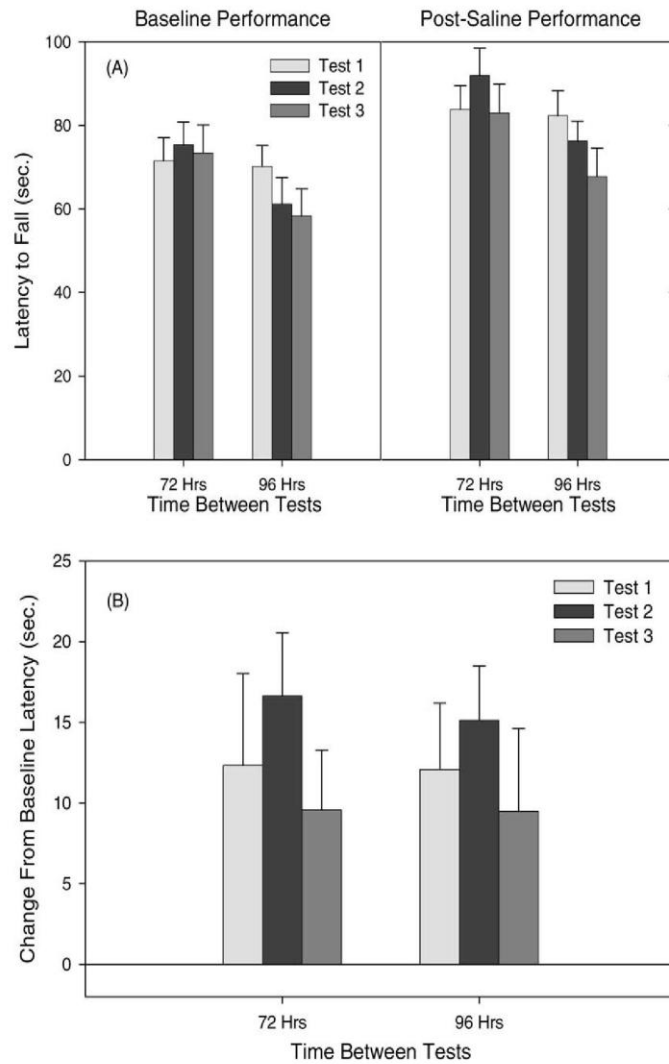 Baseline Performance Post-Saline Performance
100
(A)
Test 1
Test 2
Test 3
80
60
40
20
0
Latency to Fall (sec.)
72 Hrs 96 Hrs 72 Hrs 96 Hrs
Time Between Tests Time Between Tests
25
(B)
Test 1
Test 2
Test 3
20
15
10
5
0
Change From Baseline Latency (sec.)
72 Hrs 96 Hrs
Time Between Tests